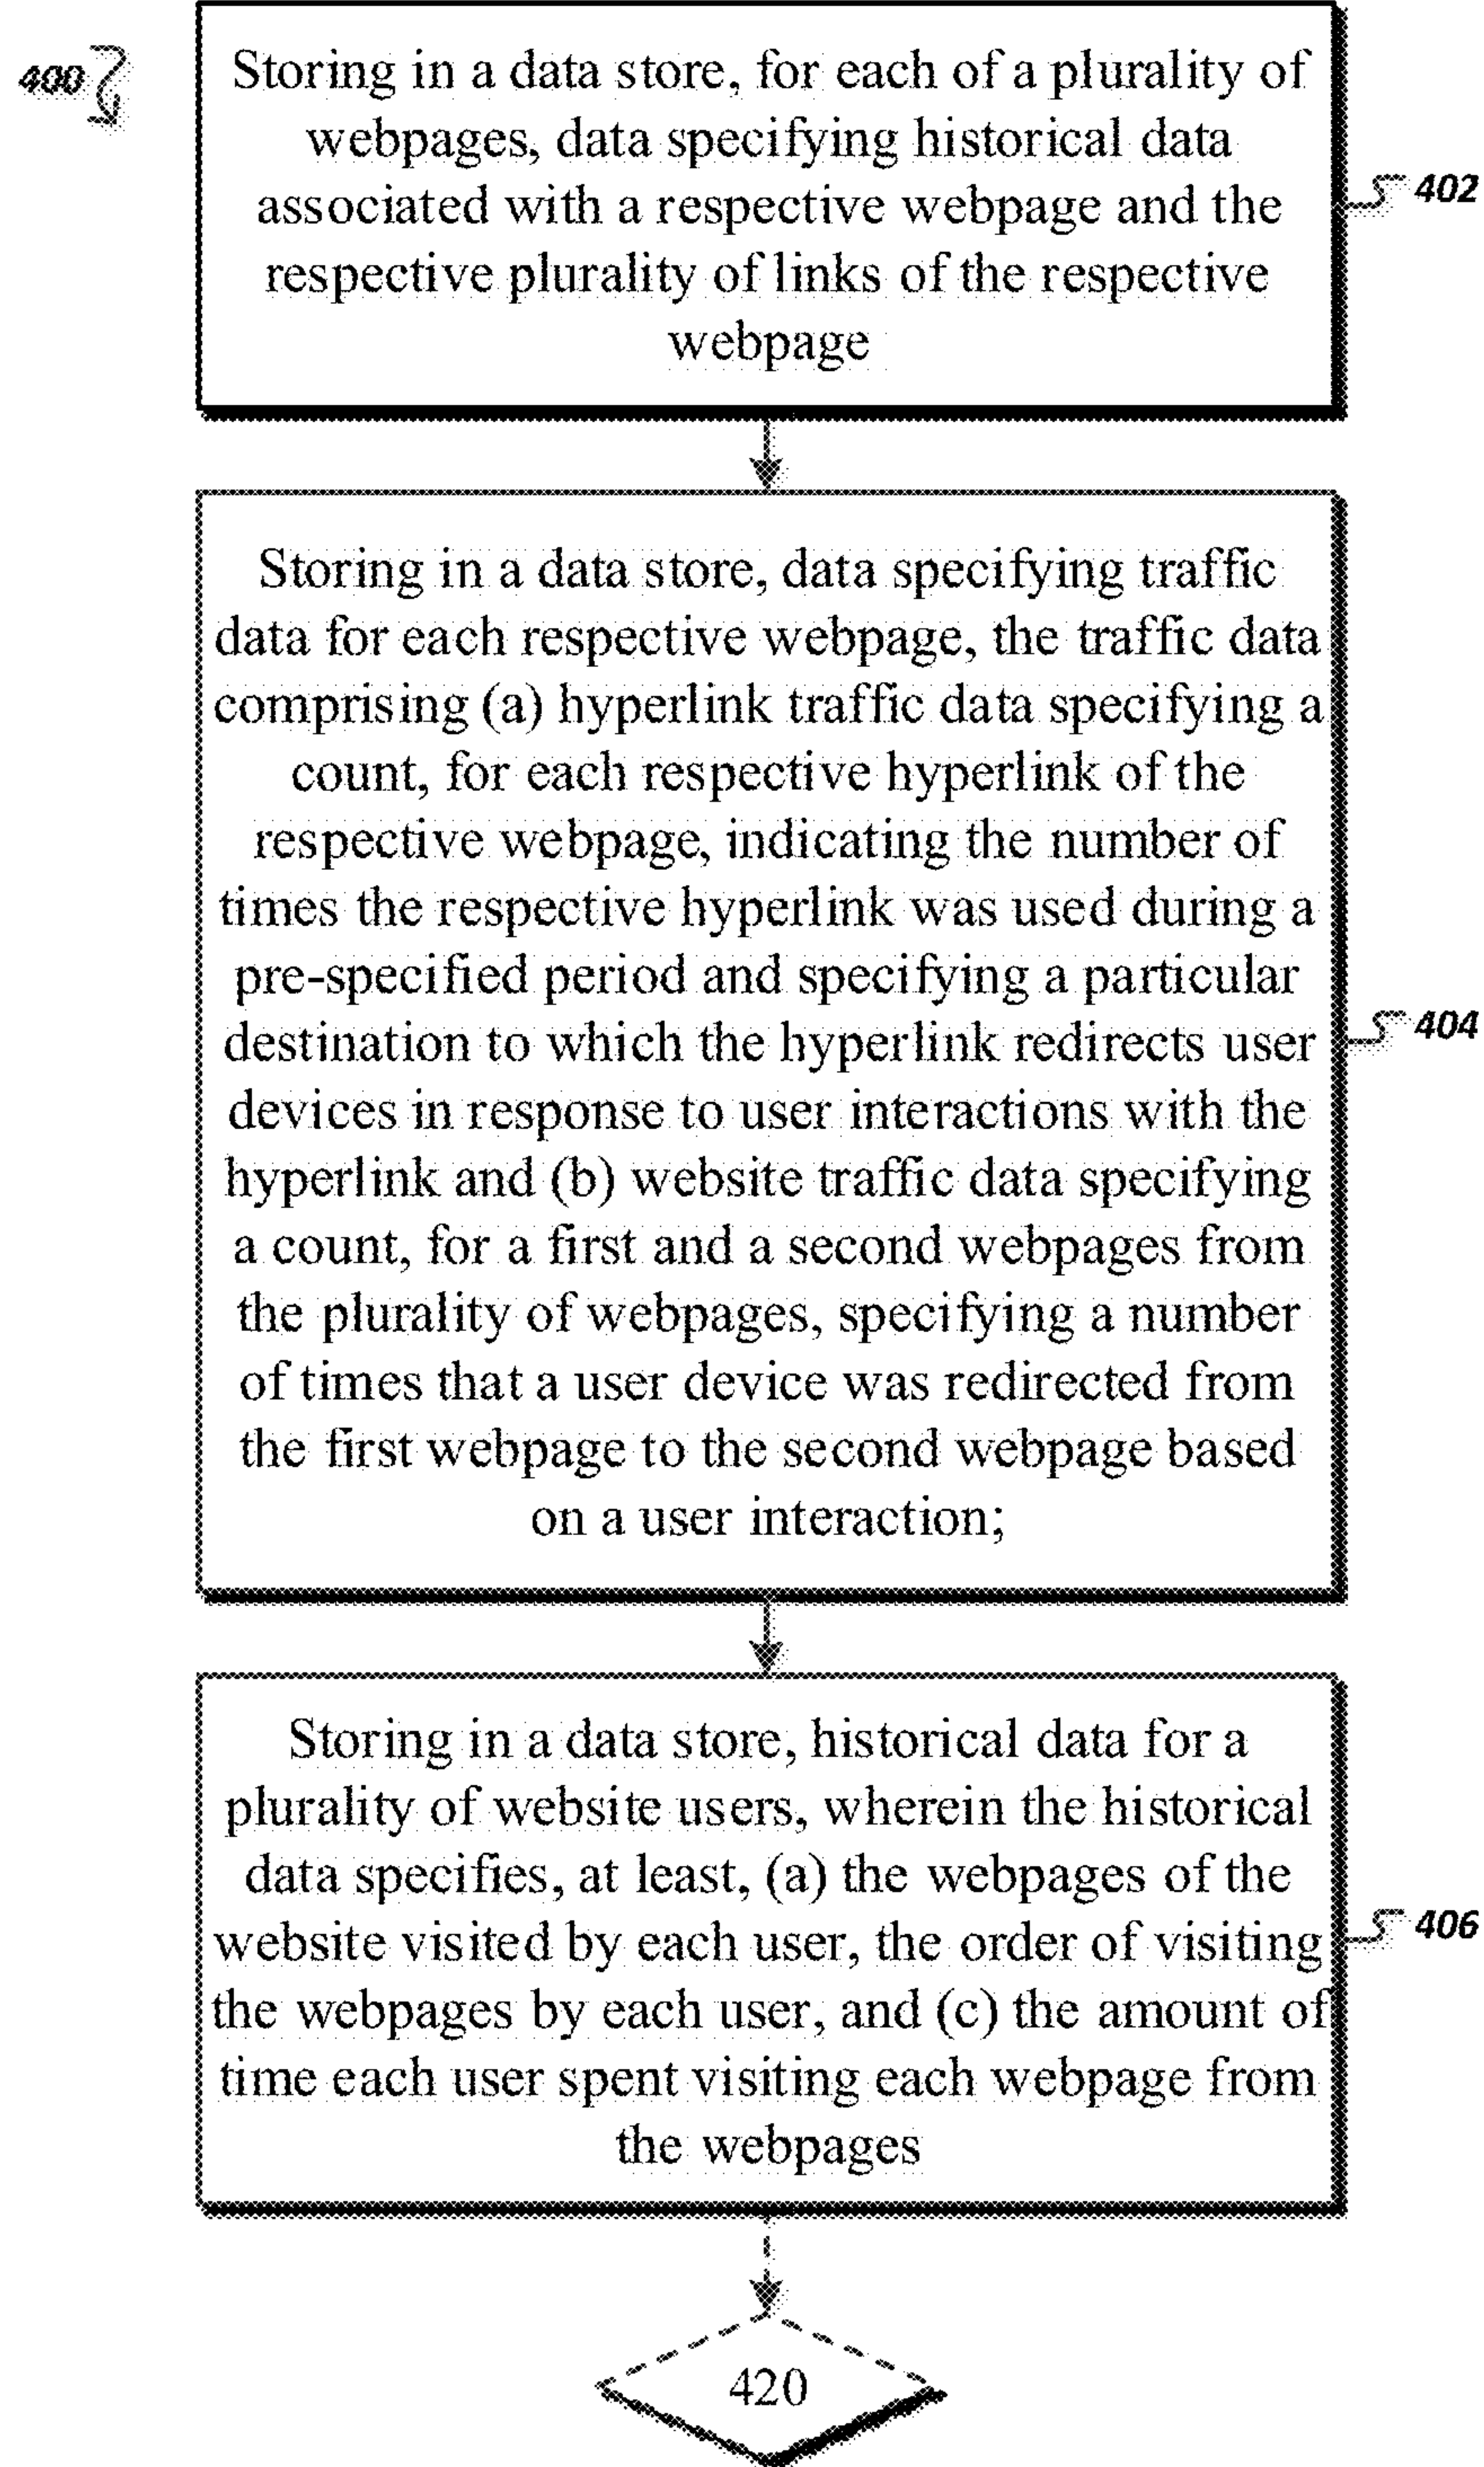 400
Storing in a data store, for each of a plurality of
webpages, data specifying historical data
associated with a respective webpage and the
respective plurality of links of the respective
webpage
402
Storing in a data store, data specifying traffic
data for each respective webpage, the traffic data
comprising (a) hyperlink traffic data specifying a
count, for each respective hyperlink of the
respective webpage, indicating the number of
times the respective hyperlink was used during a
pre-specified period and specifying a particular
destination to which the hyperlink redirects user
devices in response to user interactions with the
hyperlink and (b) website traffic data specifying
a count, for a first and a second webpages from
the plurality of webpages, specifying a number
of times that a user device was redirected from
the first webpage to the second webpage based
on a user interaction;
404
Storing in a data store, historical data for a
plurality of website users, wherein the historical
data specifies, at least, (a) the webpages of the
website visited by each user, the order of visiting
the webpages by each user, and (c) the amount of
time each user spent visiting each webpage from
the webpages
406
420